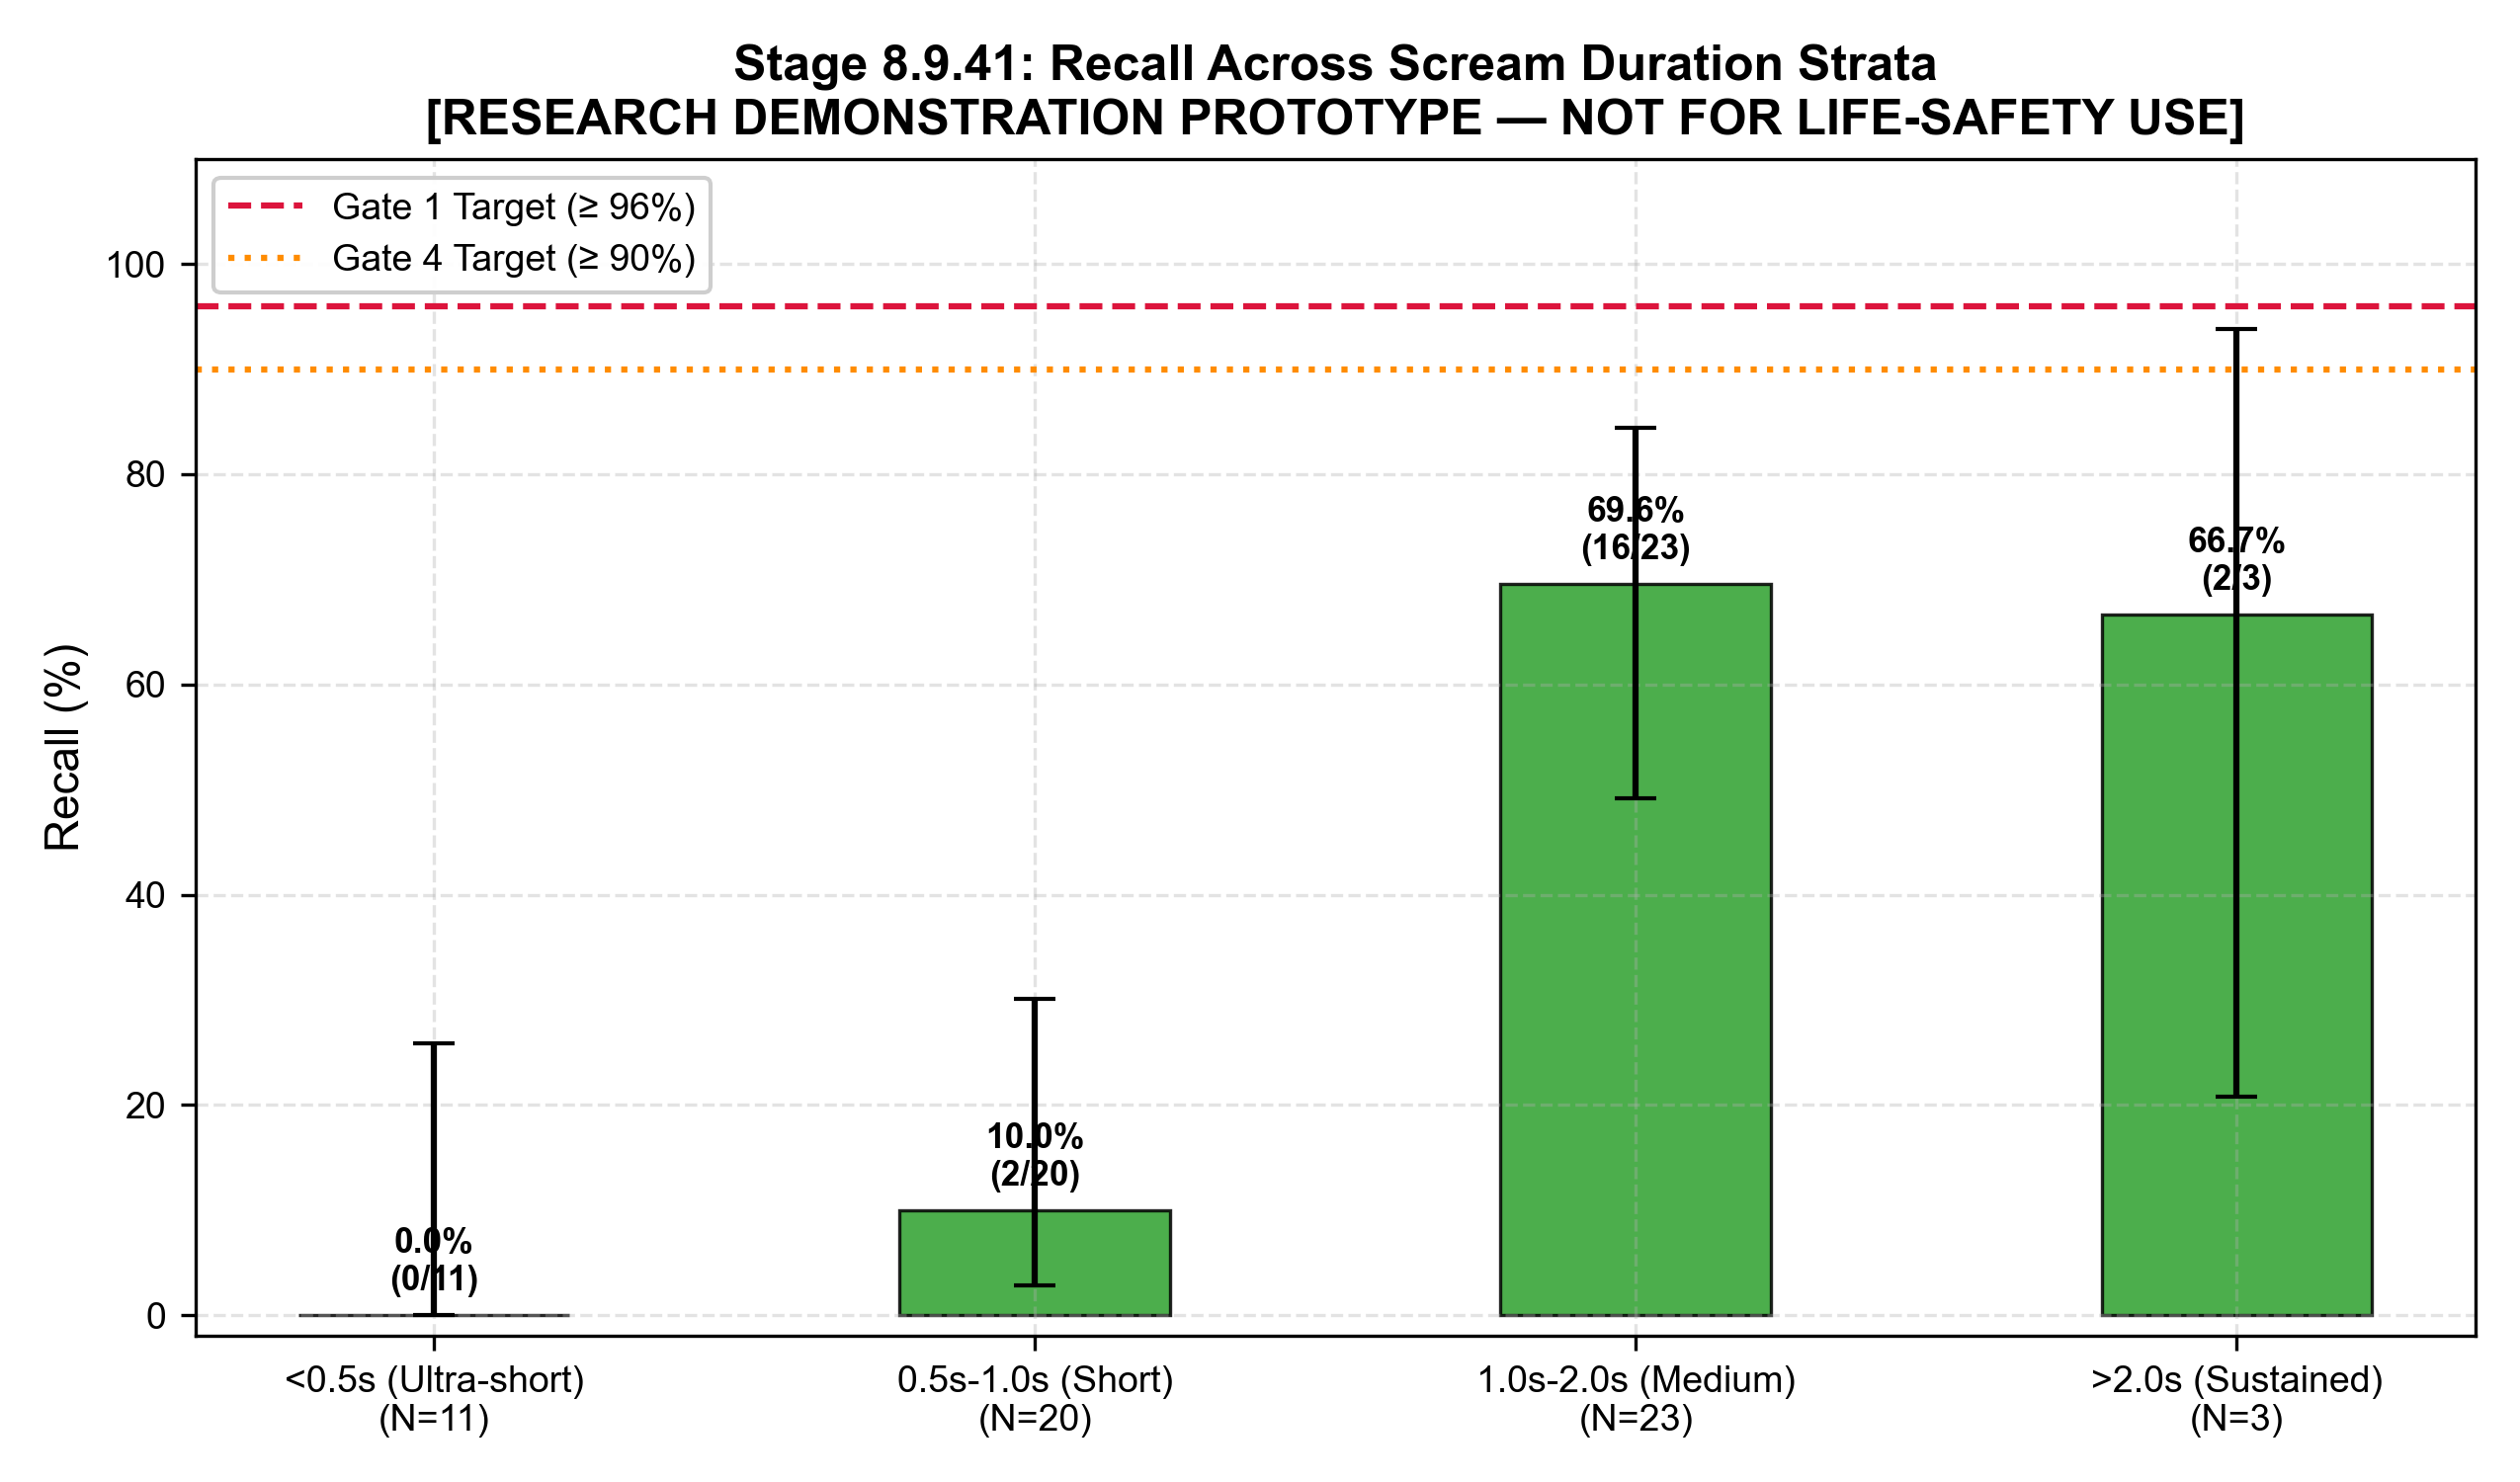 Stage 8.9.41: Recall Across Scream Duration Strata
[RESEARCH DEMONSTRATION PROTOTYPE — NOT FOR LIFE-SAFETY USE]
Gate 1 Target (≥ 96%)
Gate 4 Target (≥ 90%)
Recall (%)
100
80
60
40
20
0
0.0%
(0/11)
10.0%
(2/20)
69.6%
(16/23)
66.7%
(2/3)
<0.5s (Ultra-short)
(N=11)
0.5s-1.0s (Short)
(N=20)
1.0s-2.0s (Medium)
(N=23)
>2.0s (Sustained)
(N=3)